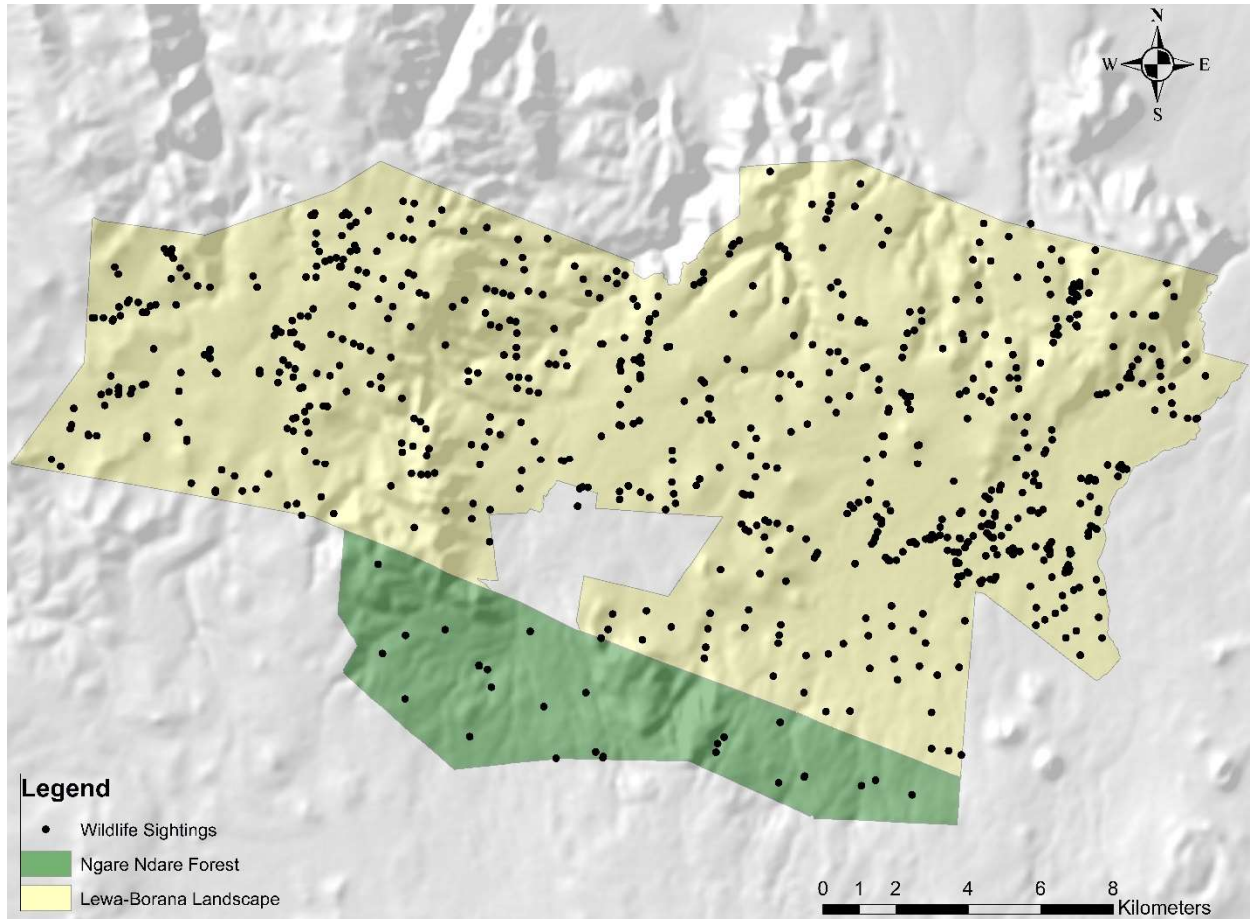 N
W E
S
Legend
Wildlife Sightings
Ngare Ndare Forest
Lewa-Borana Landscape
0 1 2 4 6 8
Kilometers